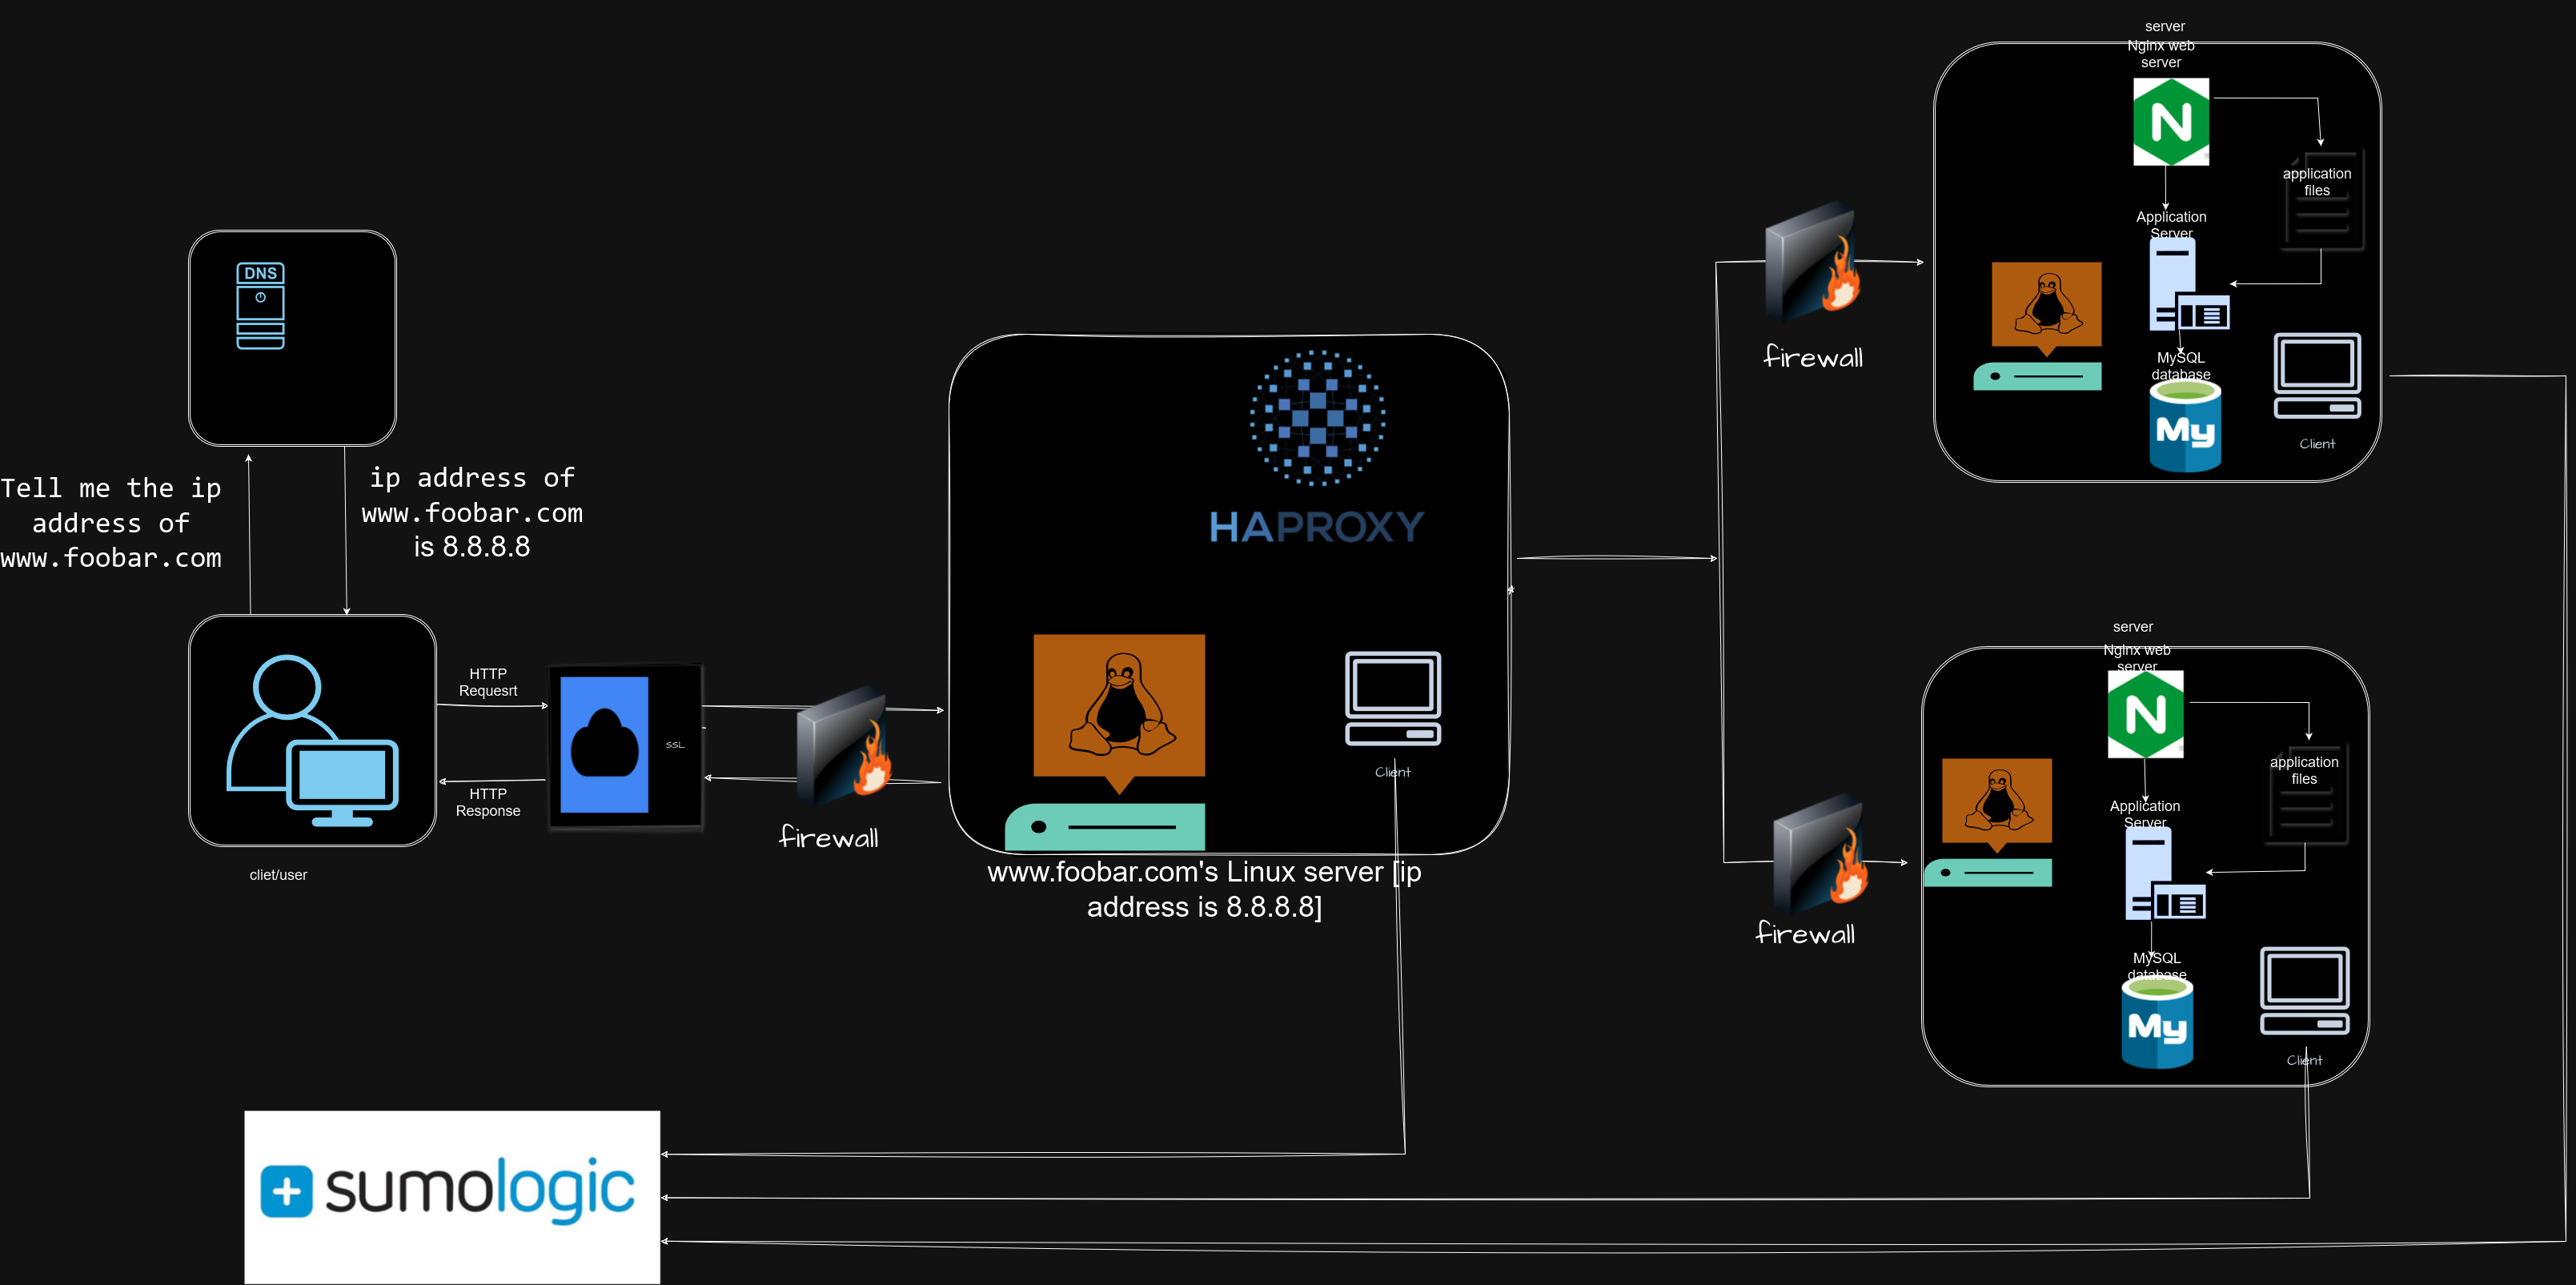 DNS
Tell me the ip
address of
www.foobar.com
ip address of
www.foobar.com
is 8.8.8.8
HTTP
Requesrt
HTTP
Response
cliet/user
SSL
firewall
HAPROXY
Client
www.foobar.com's Linux server [ip
address is 8.8.8.8]
firewall
firewall
server
NgInx web
server
N
application
files
Application
Server
MySQL
database
My
Client
server
NgInx web
server
N
application
files
Application
Server
MySQL
database
My
Client
sumologic